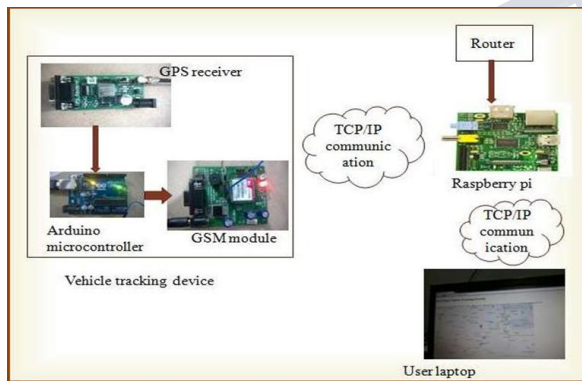 GPS receiver
Arduino
microcontroller
GSM module
Vehicle tracking device
TCP/IP
communic
ation
Router
Raspberry pi
TCP/IP
commun
ication
User laptop